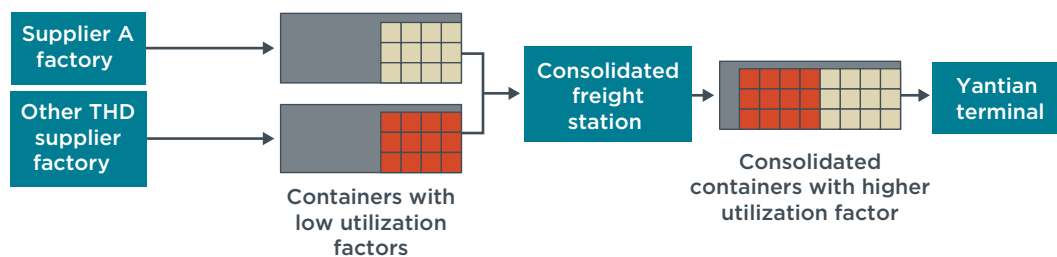 Supplier A
factory
Other THD
supplier
factory
Containers with
low utilization
factors
Consolidated
freight
station
Consolidated
containers with higher
utilization factor
Yantian
terminal